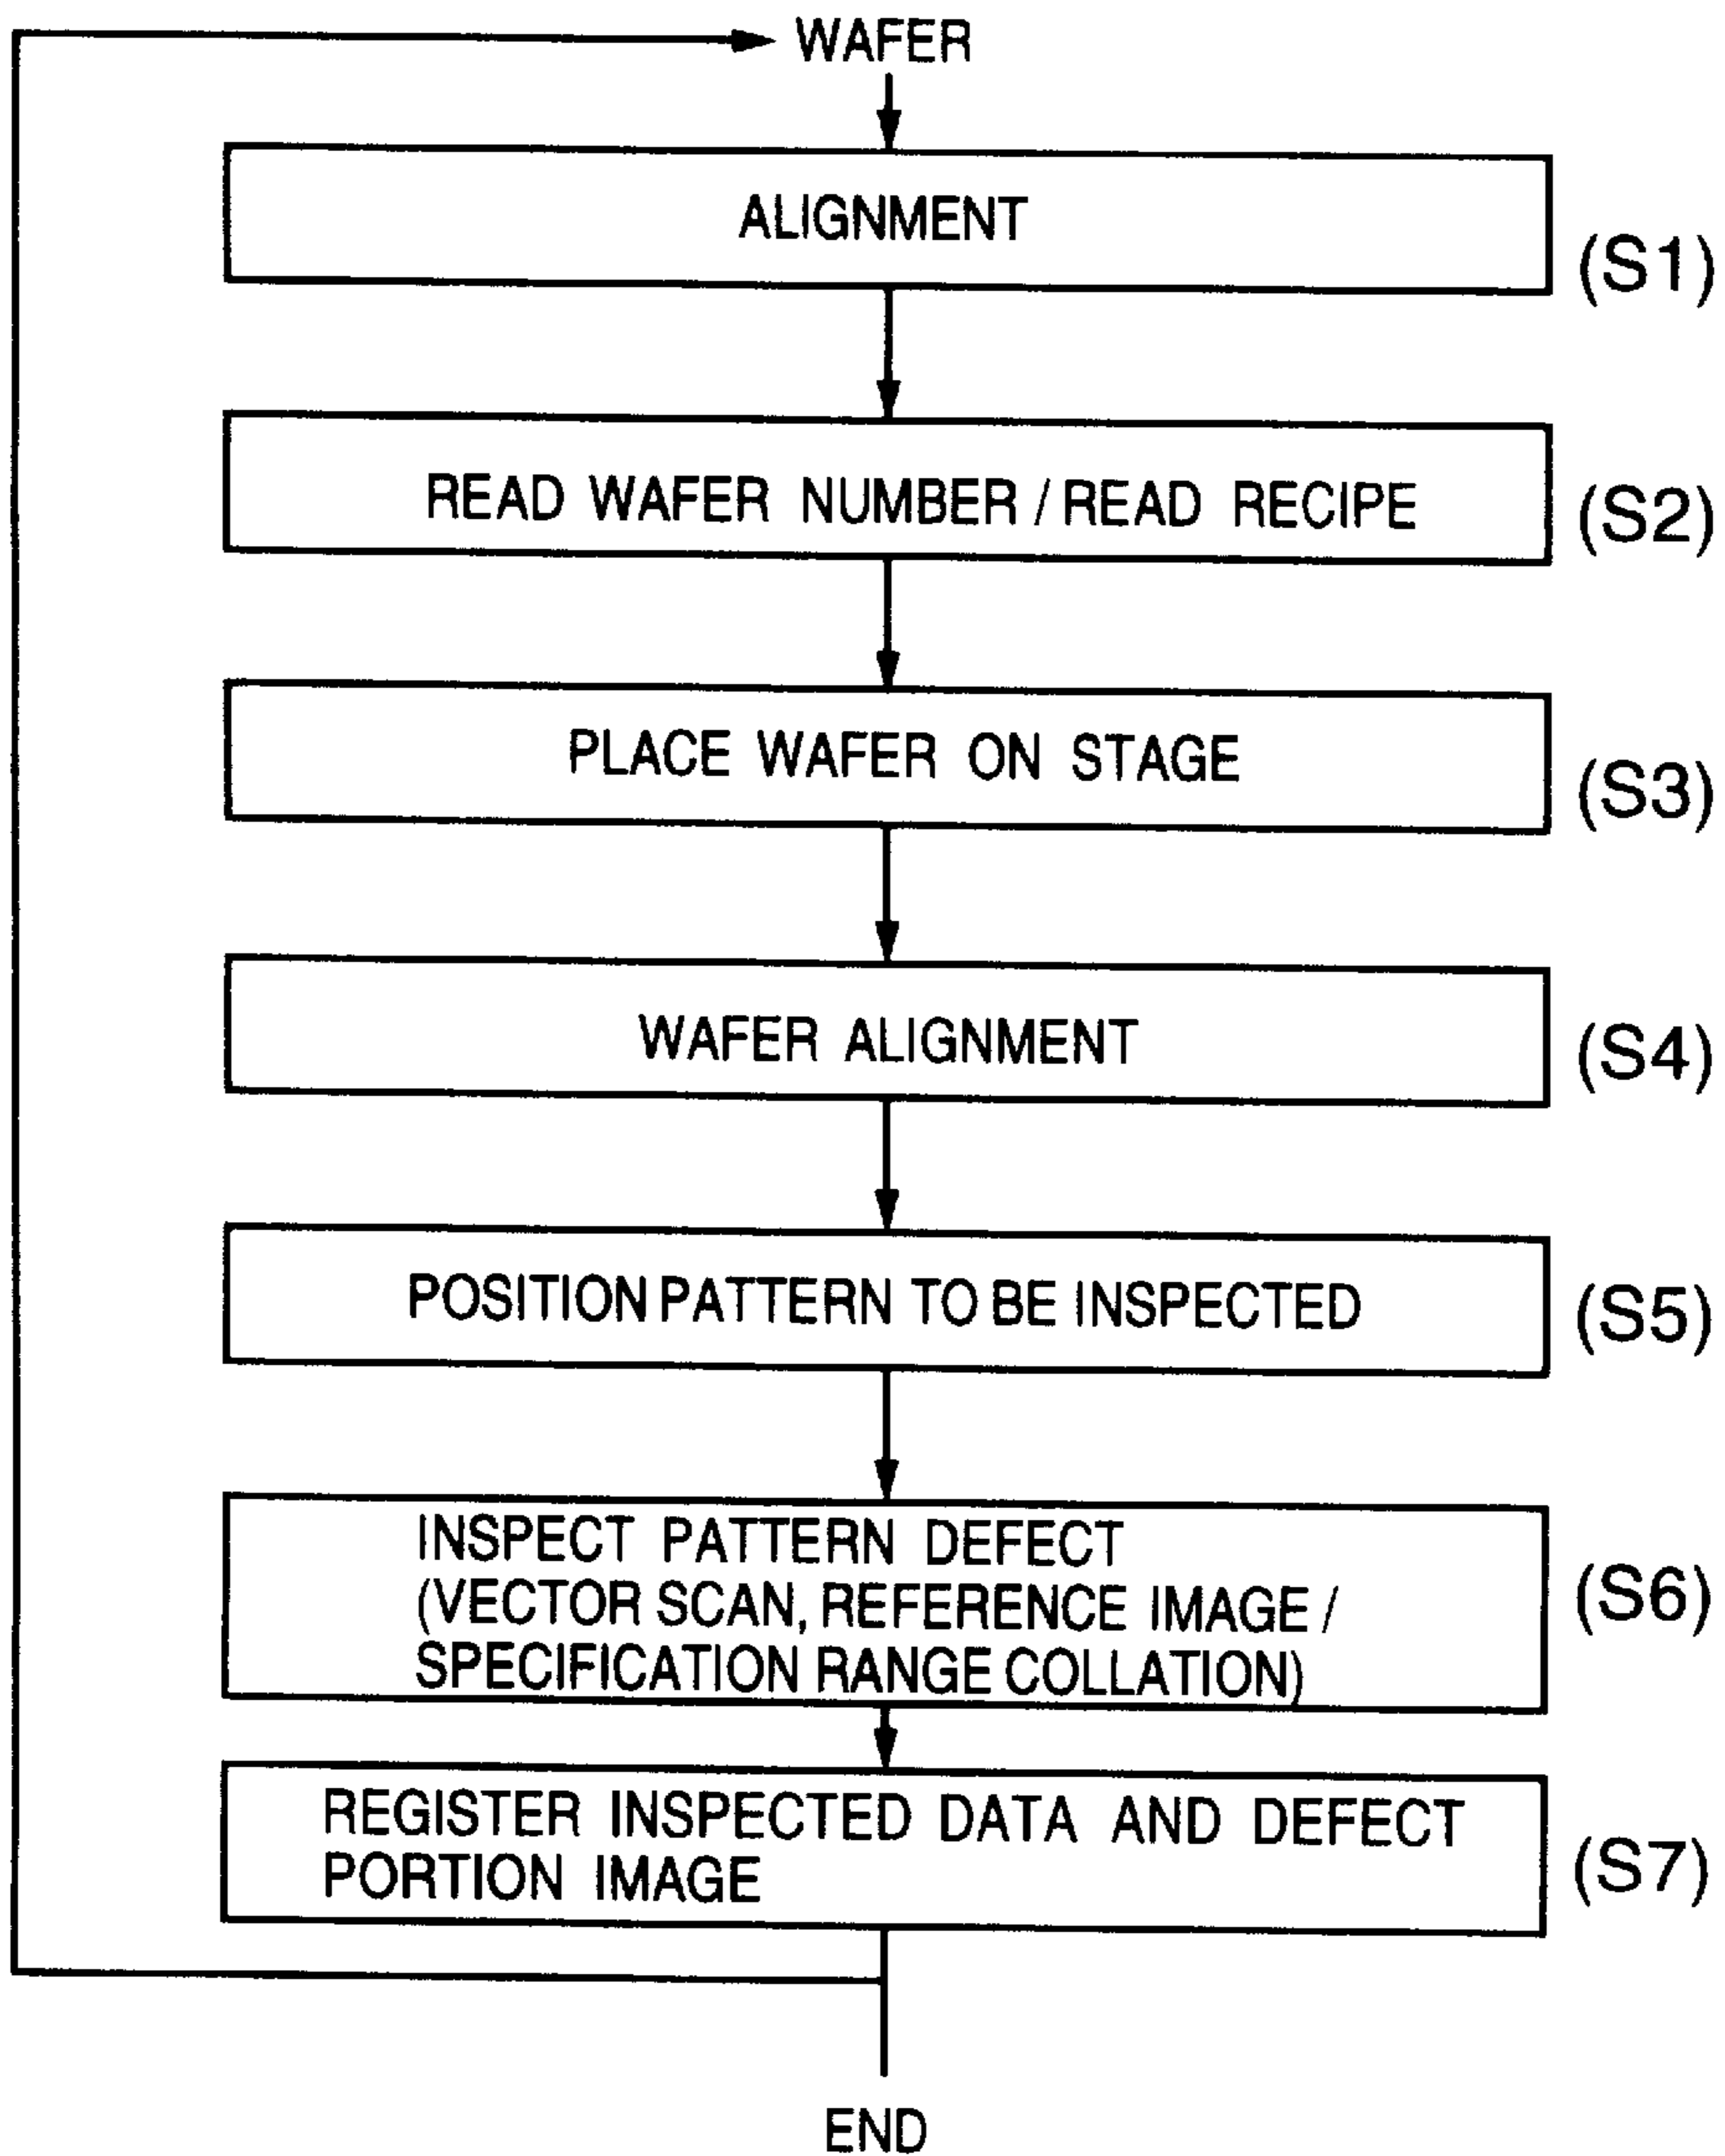 WAFER
ALIGNMENT
(S1)
READ WAFER NUMBER / READ RECIPE
(S2)
PLACE WAFER ON STAGE
(S3)
WAFER ALIGNMENT
(S4)
POSITION PATTERN TO BE INSPECTED
(S5)
INSPECT PATTERN DEFECT
(VECTOR SCAN, REFERENCE IMAGE /
SPECIFICATION RANGE COLLATION)
(S6)
REGISTER INSPECTED DATA AND DEFECT
PORTION IMAGE
(S7)
END